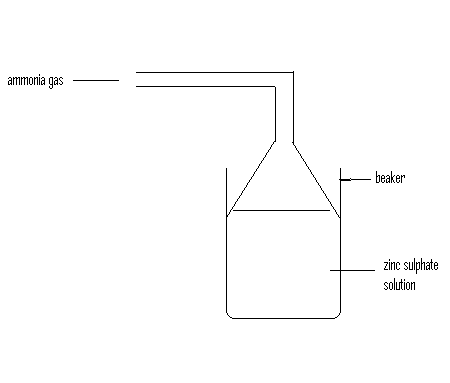 ammonia gas
beaker
zinc sulphate
solution